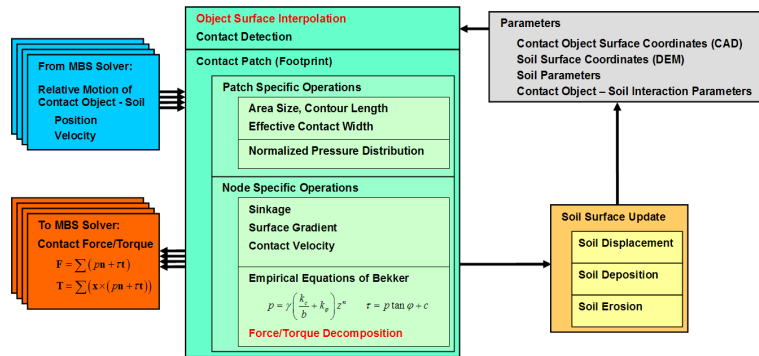 Object Surface Interpolation
Contact Detection
Contact Patch (Footprint)
Patch Specific Operations
Area Size, Contour Length
Effective Contact Width
Normalized Pressure Distribution
Node Specific Operations
Sinkage
Surface Gradient
Contact Velocity
Empirical Equations of Bekker
p = γ(k_c/b + k_φ)z^n    τ = p tan φ + c
Force/Torque Decomposition
From MBS Solver:
Relative Motion of
Contact Object - Soil
Position
Velocity
To MBS Solver:
Contact Force/Torque
F = ∑(pn + τt)
T = ∑(x×(pn + τt))
Parameters
Contact Object Surface Coordinates (CAD)
Soil Surface Coordinates (DEM)
Soil Parameters
Contact Object – Soil Interaction Parameters
Soil Surface Update
Soil Displacement
Soil Deposition
Soil Erosion